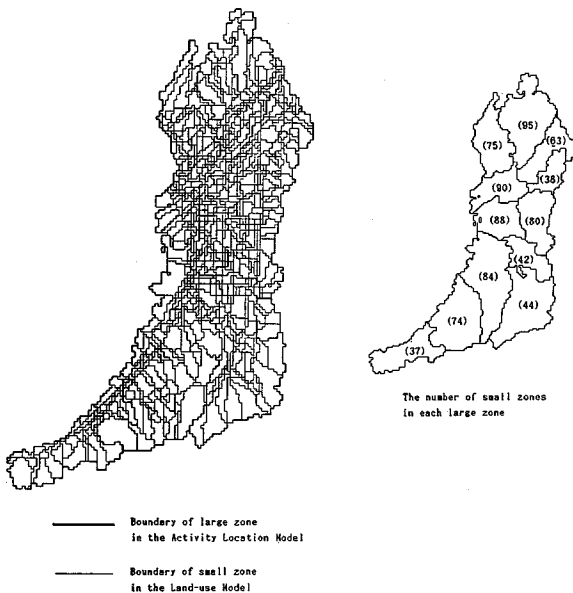 (95)
(75)
(63)
(38)
(90)
(88)
(80)
(42)
(84)
(44)
(74)
(37)
The number of small zones
in each large zone
Boundary of large zone
in the Activity Location Model
Boundary of small zone
in the Land-use Model